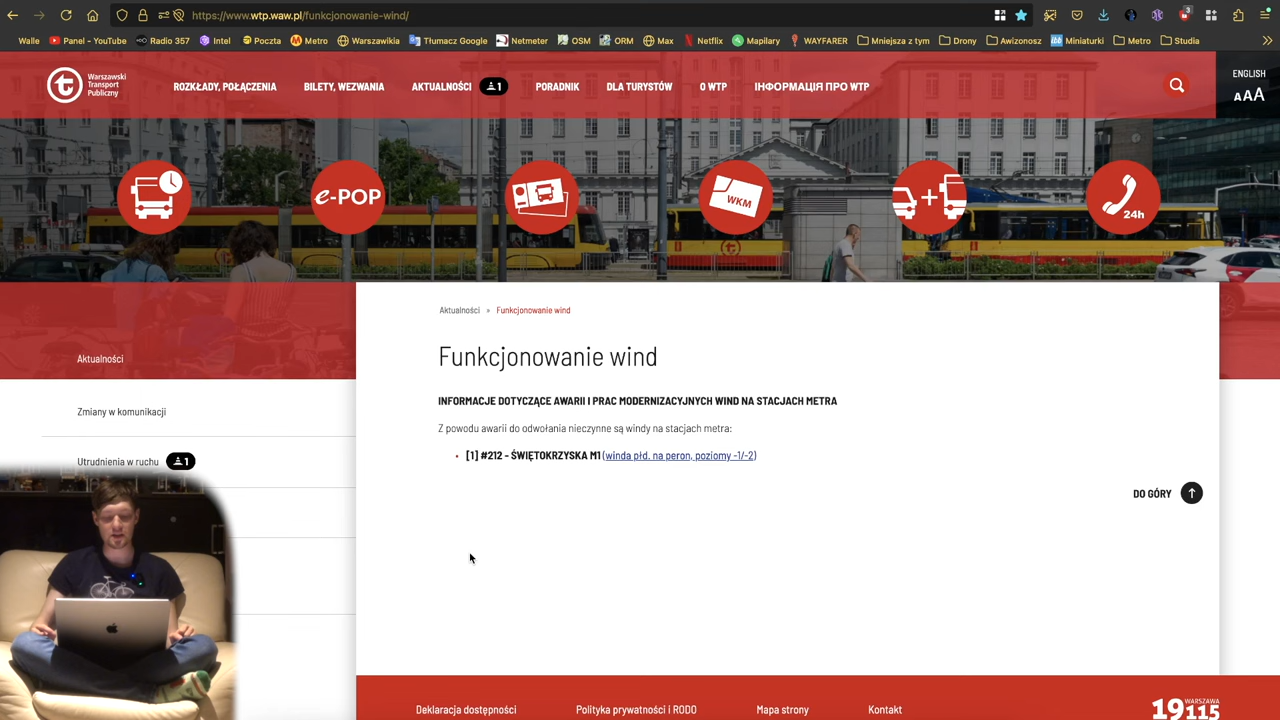 https://www.wtp.waw.pl/funkcjonowanie-wind/
3
Walle Panel - YouTube Radio 357 Intel Poczta Metro Warszawikia Tłumacz Google Netmeter OSM ORM Max Netflix Mapilary WAYFARER Mniejsza z tym Drony Awizonosz Miniaturki Metro Studia
Warszawski
Transport
Publiczny
ROZKŁADY, POŁĄCZENIA BILETY, WEZWANIA AKTUALNOŚCI 1 PORADNIK DLA TURYSTÓW O WTP ІНФОРМАЦІЯ ПРО WTP
ENGLISH
AAA
e-POP
WKM
+
24h
Aktualności » Funkcjonowanie wind
Funkcjonowanie wind
Aktualności
INFORMACJE DOTYCZĄCE AWARII I PRAC MODERNIZACYJNYCH WIND NA STACJACH METRA
Zmiany w komunikacji
Z powodu awarii do odwołania nieczynne są windy na stacjach metra:
• [1] #212 - ŚWIĘTOKRZYSKA M1 (winda płd. na peron, poziomy -1/-2)
Utrudnienia w ruchu 1
DO GÓRY
Deklaracja dostępności Polityka prywatności i RODO Mapa strony Kontakt
WARSZAWA
19115